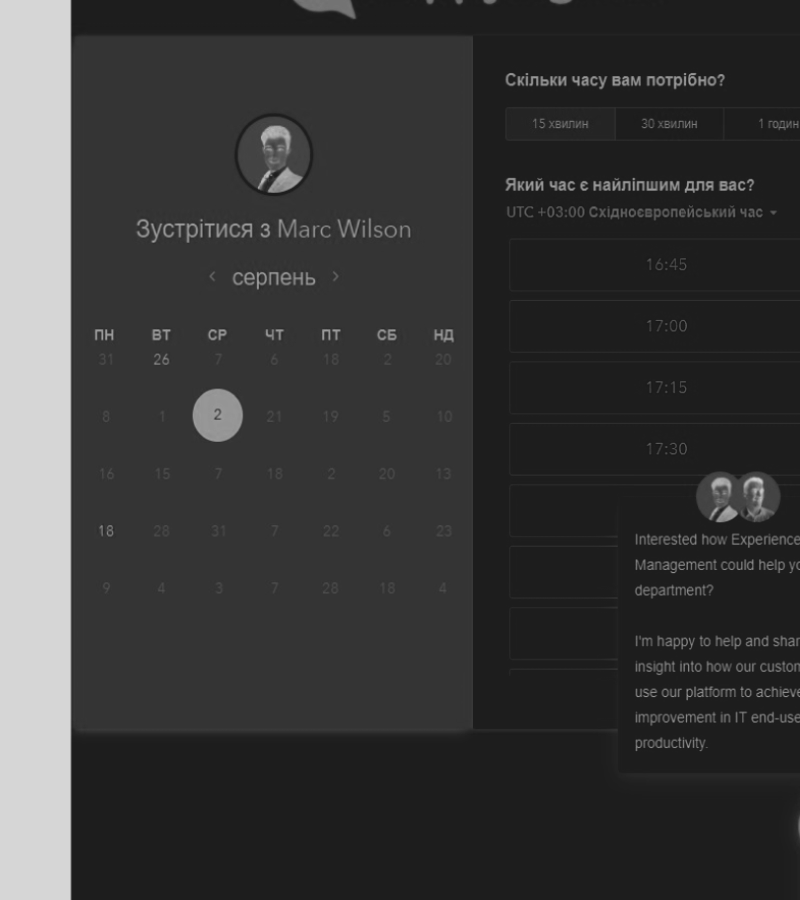 Зустрітися з Marc Wilson
серпень
ПН ВТ СР ЧТ ПТ СБ НД
31 26 7 6 18 2 20
8 1 2 21 19 5 10
16 15 7 18 2 20 13
18 28 31 7 22 6 23
9 4 3 7 28 18 4
Скільки часу вам потрібно?
15 хвилин 30 хвилин 1 годин
Який час є найліпшим для вас?
UTC +03:00 Східноєвропейський час
16:45
17:00
17:15
17:30
Interested how Experience
Management could help yo
department?
I'm happy to help and shar
insight into how our custon
use our platform to achieve
improvement in IT end-use
productivity.